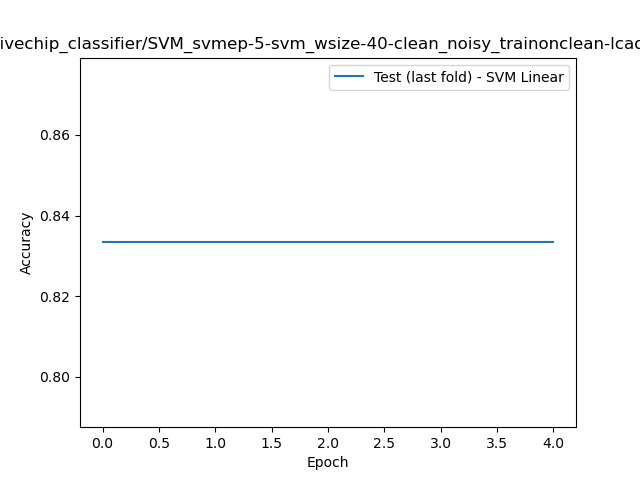 ivechip_classifier/SVM_svmep-5-svm_wsize-40-clean_noisy_trainonclean-lcad
Test (last fold) - SVM Linear
0.86
0.84
0.82
0.80
Accuracy
0.0 0.5 1.0 1.5 2.0 2.5 3.0 3.5 4.0
Epoch